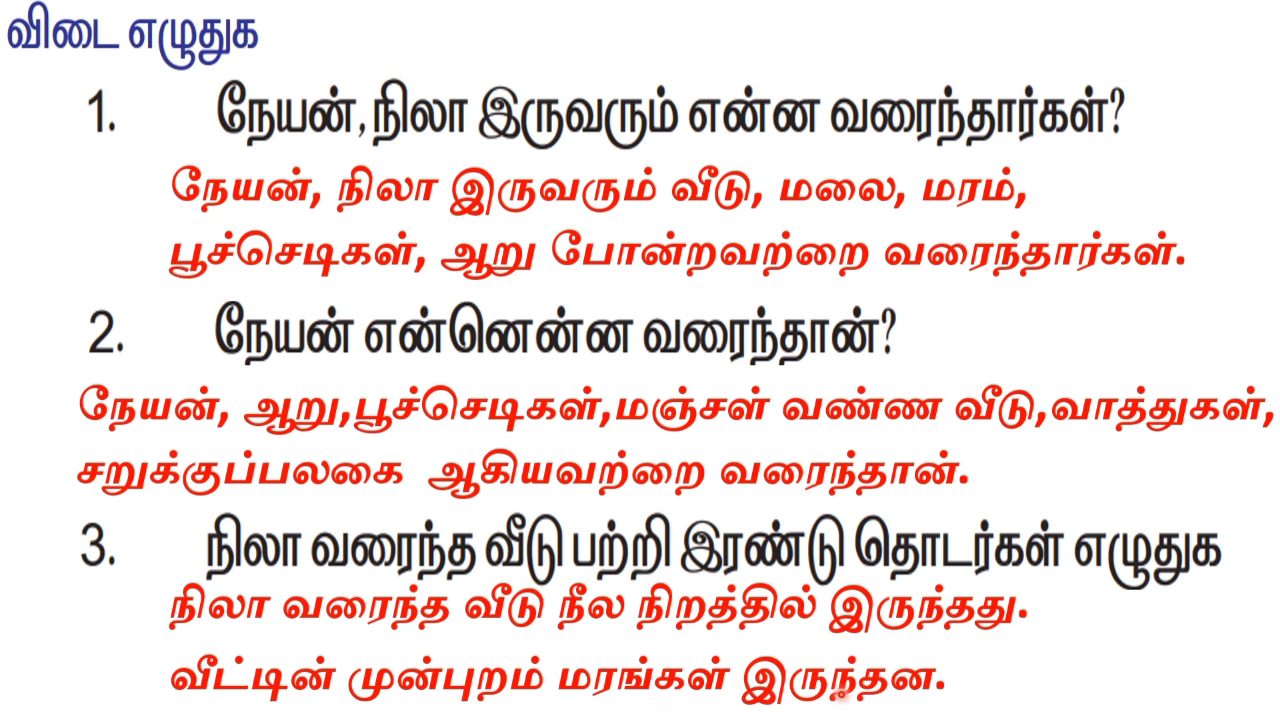 விடை எழுதுக
1. நேயன், நிலா இருவரும் என்ன வரைந்தார்கள்?
நேயன், நிலா இருவரும் வீடு, மலை, மரம்,
பூச்செடிகள், ஆறு போன்றவற்றை வரைந்தார்கள்.
2. நேயன் என்னென்ன வரைந்தான்?
நேயன், ஆறு,பூச்செடிகள்,மஞ்சள் வண்ண வீடு,வாத்துகள்,
சறுக்குப்பலகை ஆகியவற்றை வரைந்தான்.
3. நிலா வரைந்த வீடு பற்றி இரண்டு தொடர்கள் எழுதுக
நிலா வரைந்த வீடு நீல நிறத்தில் இருந்தது.
வீட்டின் முன்புறம் மரங்கள் இருந்தன.